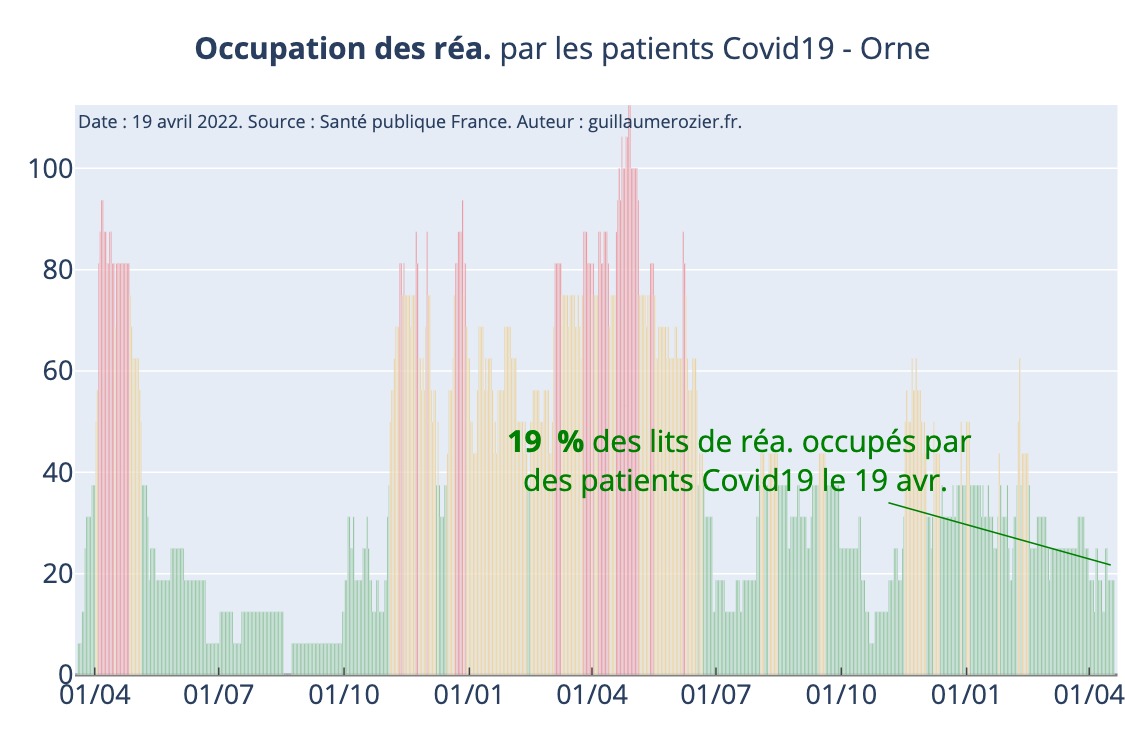 Occupation des réa. par les patients Covid19 - Orne
Date : 19 avril 2022. Source : Santé publique France. Auteur : guillaumerozier.fr.
100
80
60
40
20
0
19 % des lits de réa. occupés par
des patients Covid19 le 19 avr.
01/04 01/07 01/10 01/01 01/04 01/07 01/10 01/01 01/04